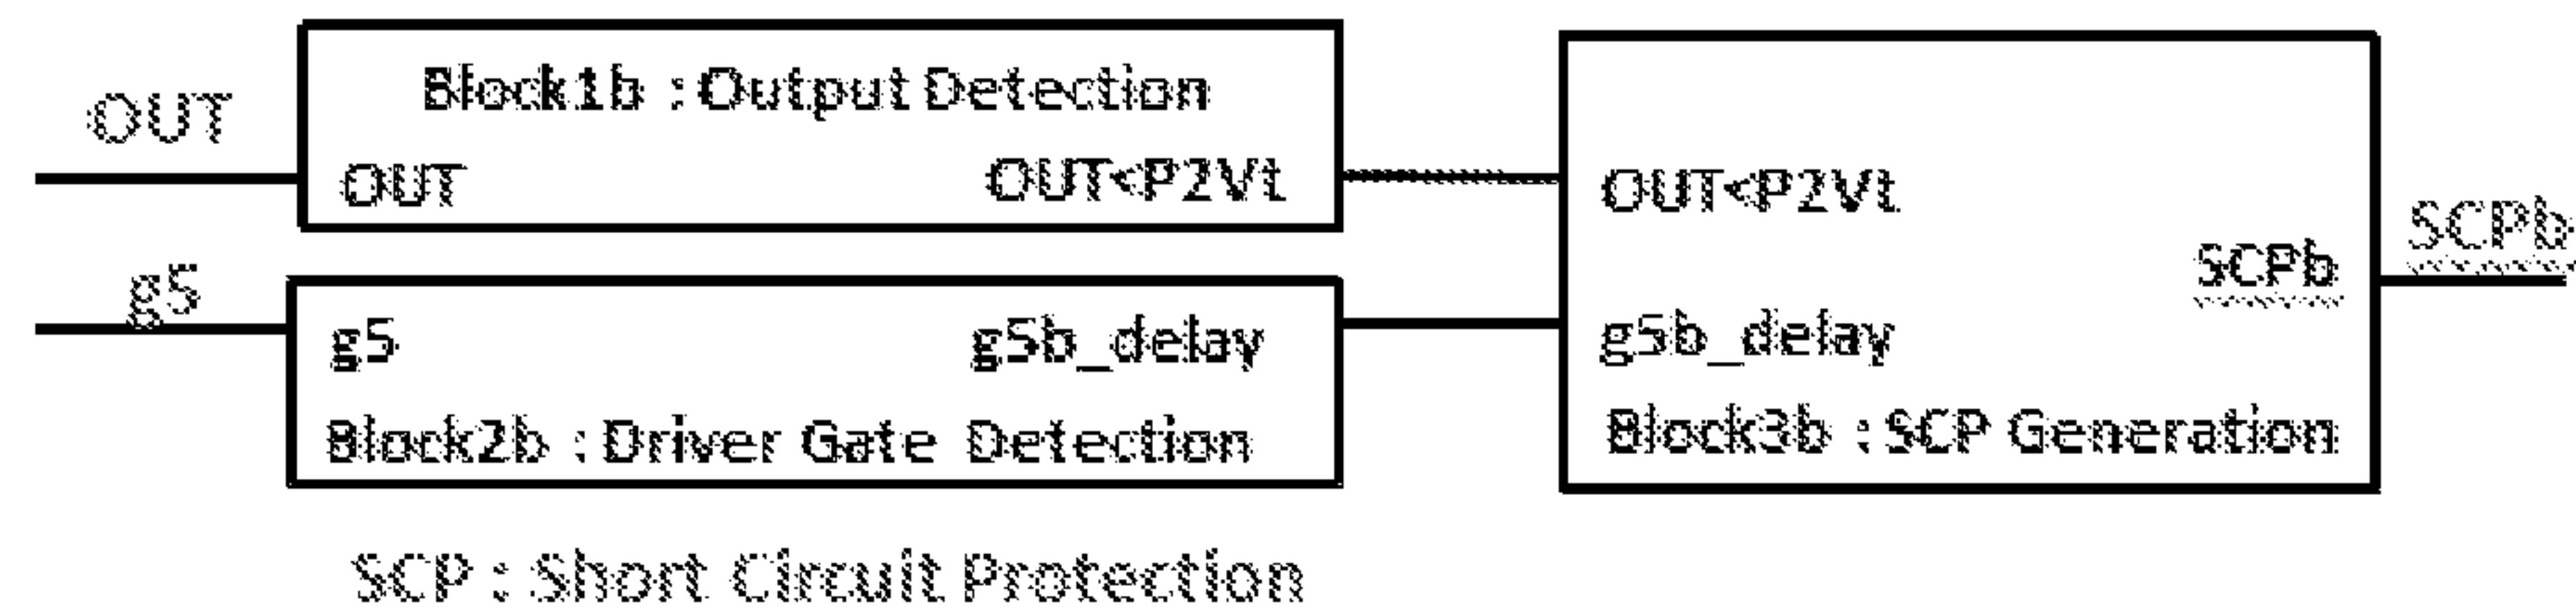 OUT
Block1b : Output Detection
OUT
OUT<P2Vt
g5
g5
g5b_delay
Block2b : Driver Gate Detection
OUT<P2Vt
SCPb
g5b_delay
Block3b : SCP Generation
SCPb
SCP : Short Circuit Protection